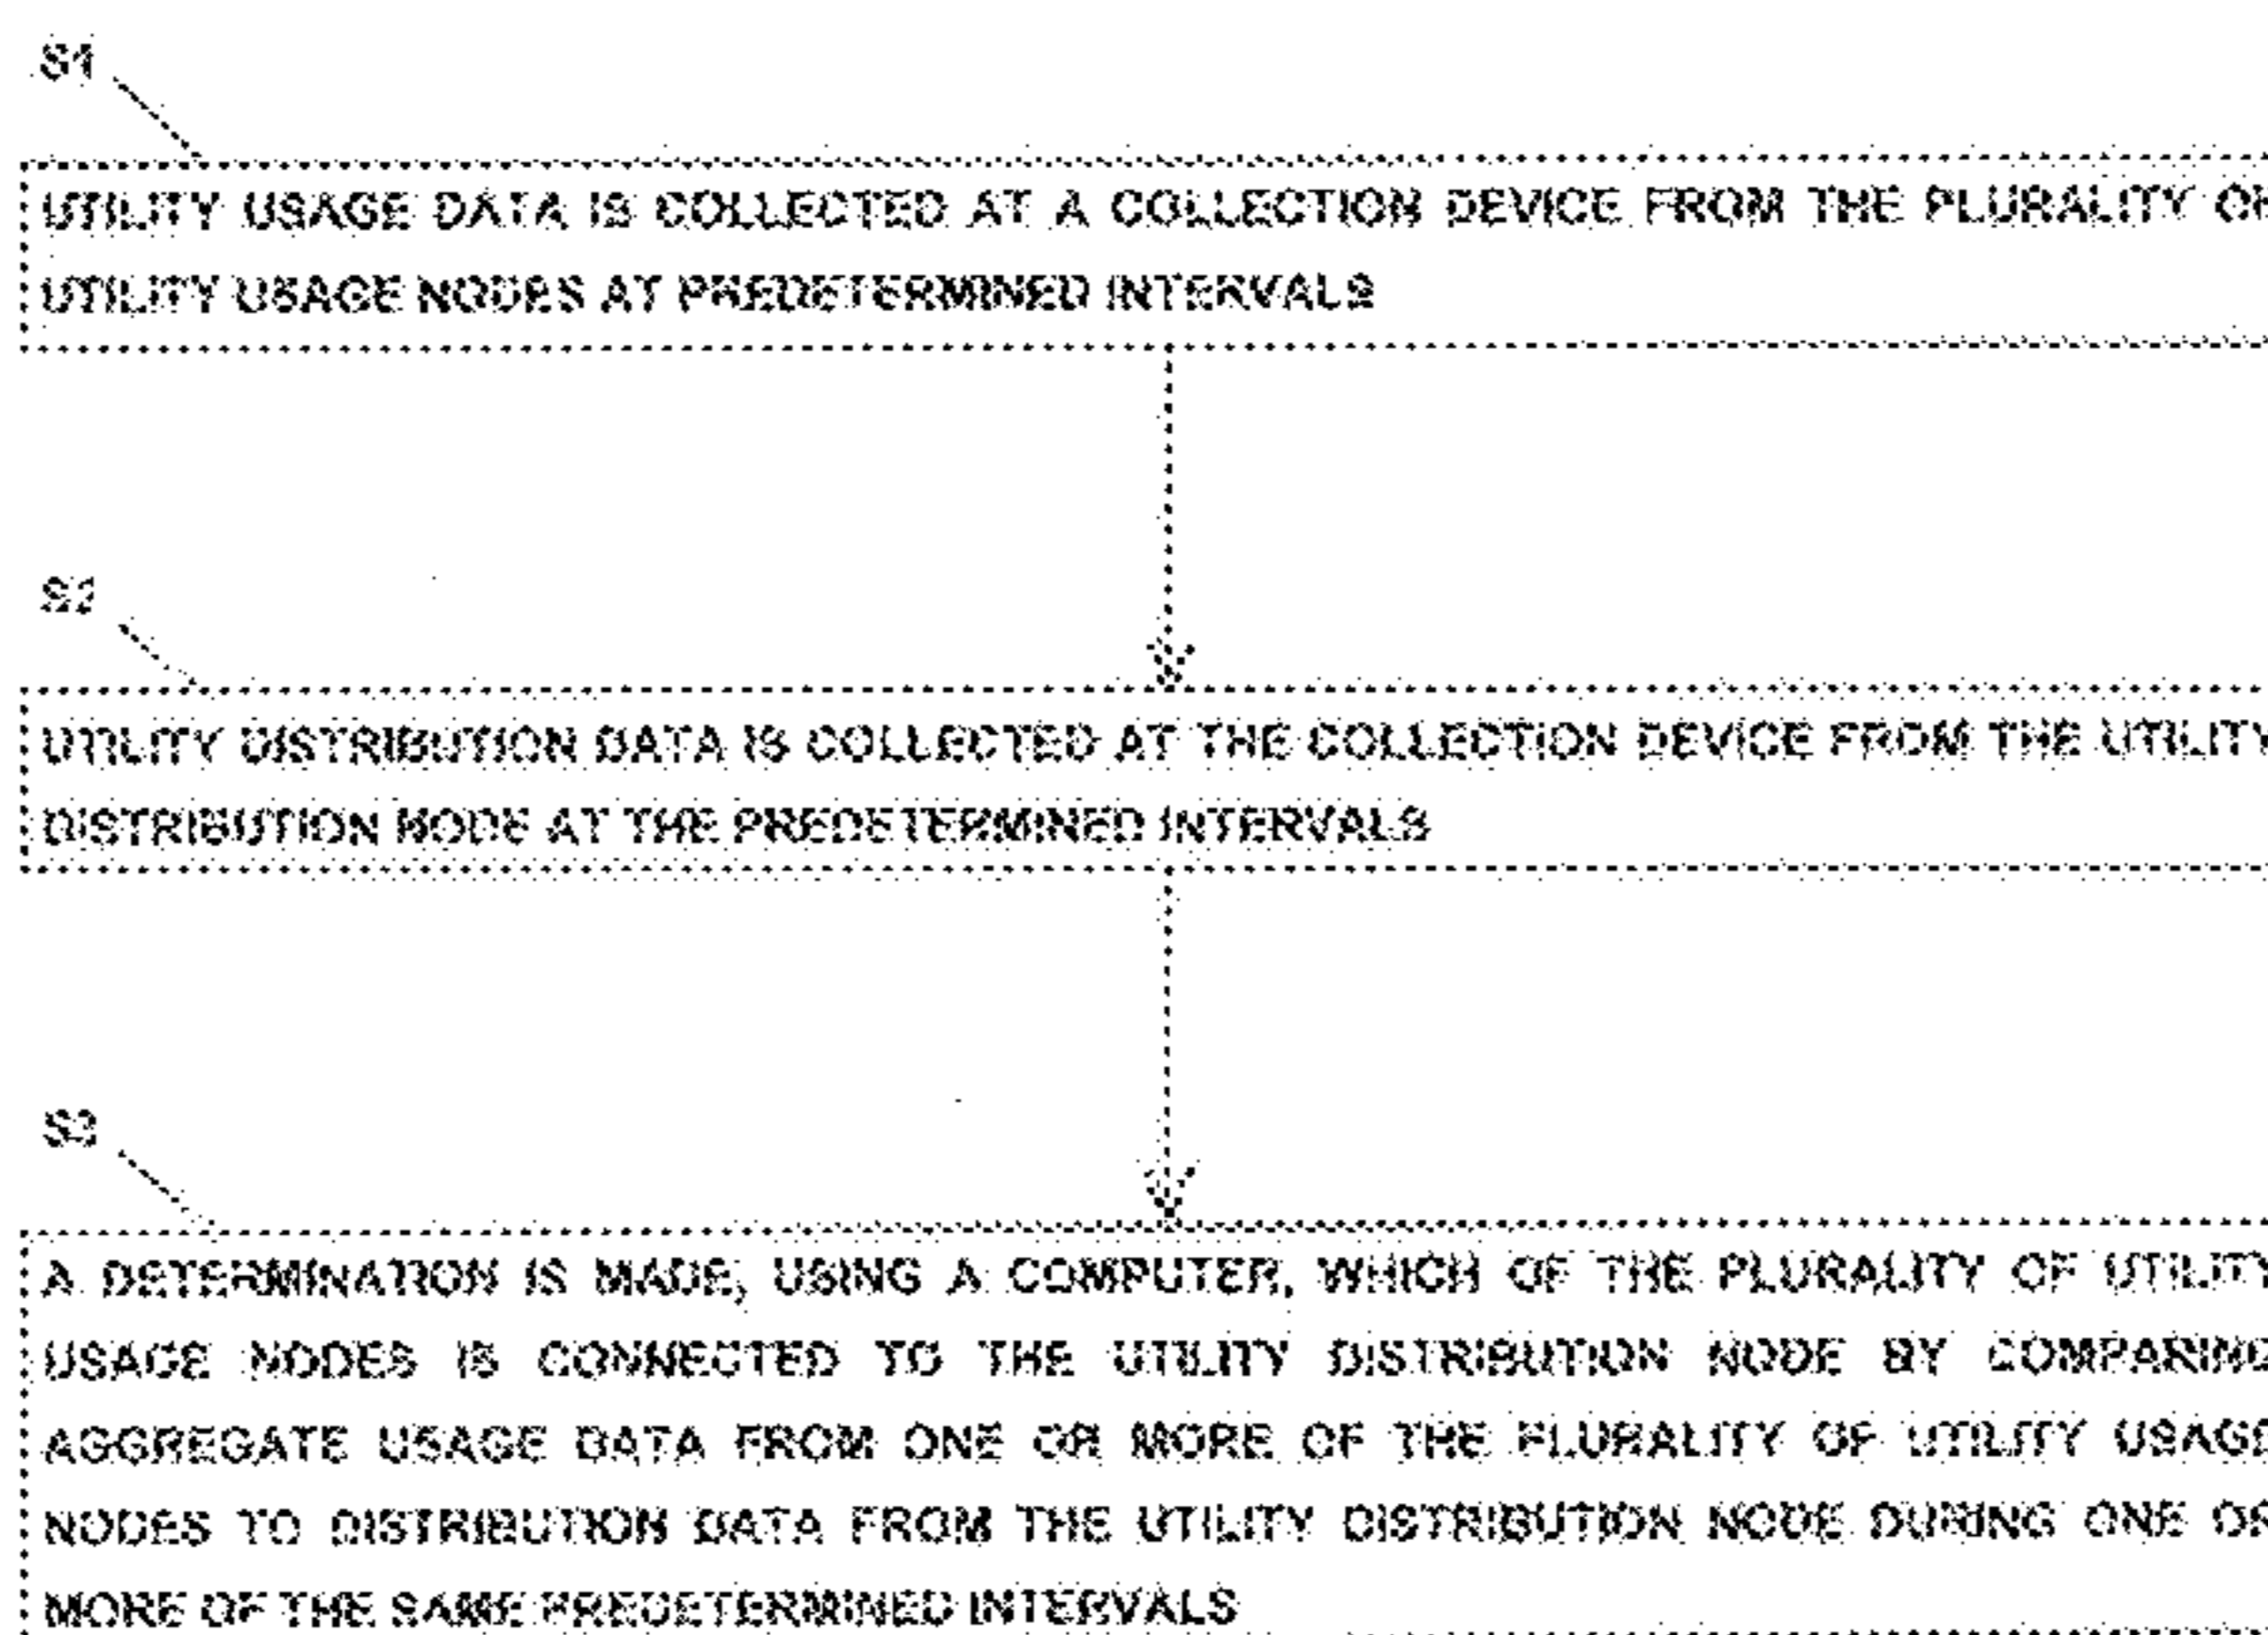 S1
UTILITY USAGE DATA IS COLLECTED AT A COLLECTION DEVICE FROM THE PLURALITY OF
UTILITY USAGE NODES AT PREDETERMINED INTERVALS
S2
UTILITY DISTRIBUTION DATA IS COLLECTED AT THE COLLECTION DEVICE FROM THE UTILITY
DISTRIBUTION NODE AT THE PREDETERMINED INTERVALS
S3
A DETERMINATION IS MADE, USING A COMPUTER, WHICH OF THE PLURALITY OF UTILITY
USAGE NODES IS CONNECTED TO THE UTILITY DISTRIBUTION NODE BY COMPARING
AGGREGATE USAGE DATA FROM ONE OR MORE OF THE PLURALITY OF UTILITY USAGE
NODES TO DISTRIBUTION DATA FROM THE UTILITY DISTRIBUTION NODE DURING ONE OR
MORE OF THE SAME PREDETERMINED INTERVALS